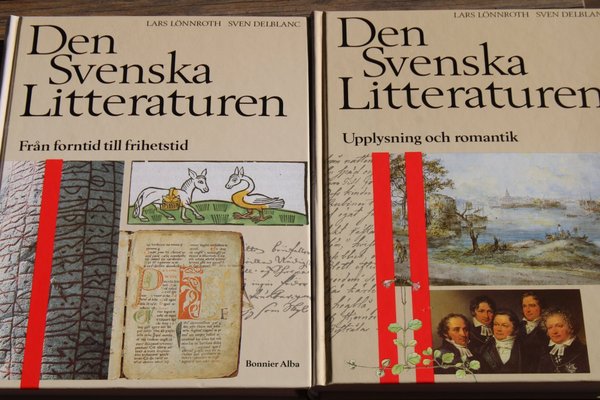 LARS LÖNNROTH SVEN DELBLANC
Den
Svenska
Litteraturen
Från forntid till frihetstid
Bonnier Alba
LARS LÖNNROTH SVEN DELBLANC
Den
Svenska
Litteraturen
Upplysning och romantik